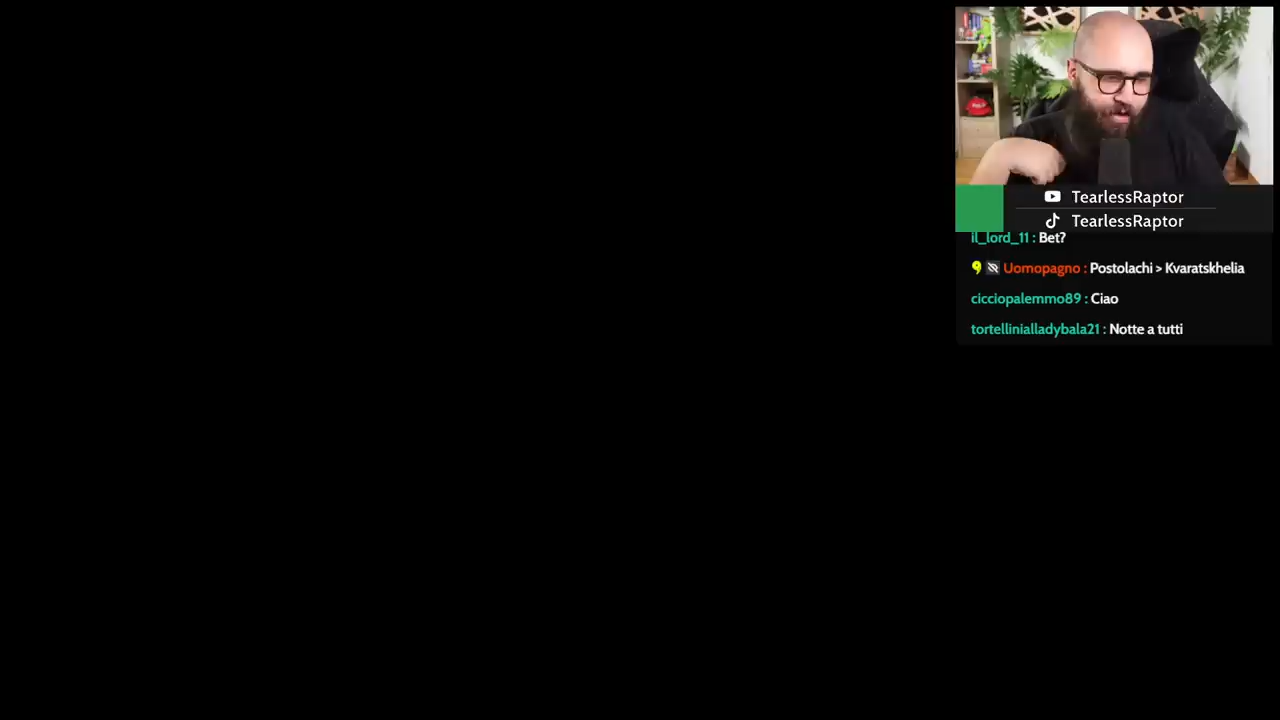 TearlessRaptor
TearlessRaptor
il_lord_11 : Bet?
Uomopagno : Postolachi > Kvaratskhelia
cicciopalemmo89 : Ciao
tortellinialladybala21 : Notte a tutti